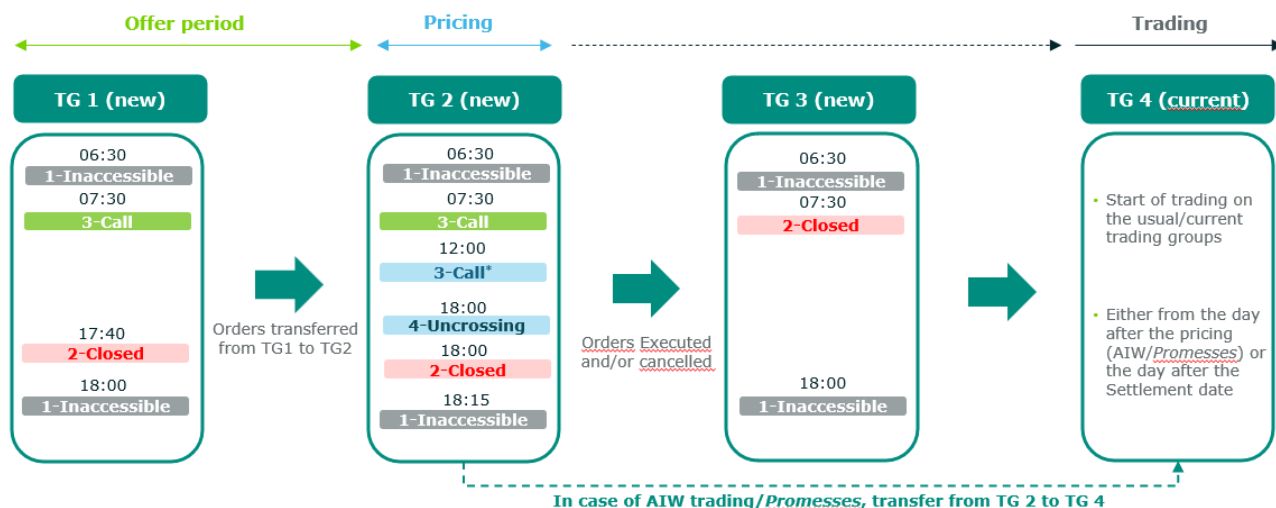 Offer period
Pricing
Trading
TG 1 (new)
TG 2 (new)
TG 3 (new)
TG 4 (current)
06:30
1-Inaccessible
07:30
3-Call
17:40
2-Closed
18:00
1-Inaccessible
Orders transferred
from TG1 to TG2
06:30
1-Inaccessible
07:30
3-Call
12:00
3-Call*
18:00
4-Uncrossing
18:00
2-Closed
18:15
1-Inaccessible
Orders Executed
and/or cancelled
06:30
1-Inaccessible
07:30
2-Closed
18:00
1-Inaccessible
• Start of trading on
the usual/current
trading groups
• Either from the day
after the pricing
(AIW/Promesses) or
the day after the
Settlement date
In case of AIW trading/Promesses, transfer from TG 2 to TG 4